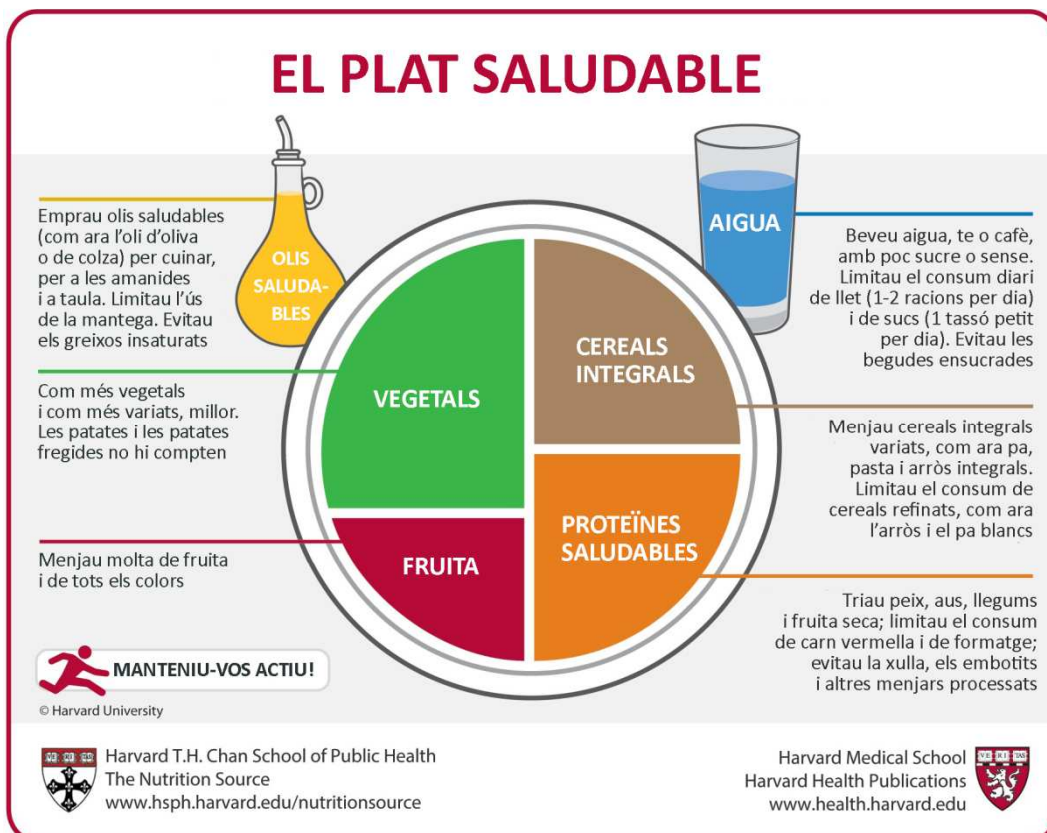 EL PLAT SALUDABLE
Emprau olis saludables
(com ara l'oli d'oliva
o de colza) per cuinar,
per a les amanides
i a taula. Limitau l'ús
de la mantega. Evitau
els greixos insaturats
OLIS
SALUDA-
BLES
AIGUA
Beveu aigua, te o cafè,
amb poc sucre o sense.
Limitau el consum diari
de llet (1-2 racions per dia)
i de sucs (1 tassó petit
per dia). Evitau les
begudes ensucrades
Com més vegetals
i com més variats, millor.
Les patates i les patates
fregides no hi compten
VEGETALS
CEREALS
INTEGRALS
Menjau cereals integrals
variats, com ara pa,
pasta i arròs integrals.
Limitau el consum de
cereals refinats, com ara
l'arròs i el pa blancs
Menjau molta de fruita
i de tots els colors
FRUITA
PROTEÏNES
SALUDABLES
Triau peix, aus, llegums
i fruita seca; limitau el consum
de carn vermella i de formatge;
evitau la xulla, els embotits
i altres menjars processats
MANTENIU-VOS ACTIU!
© Harvard University
Harvard T.H. Chan School of Public Health
The Nutrition Source
www.hsph.harvard.edu/nutritionsource
Harvard Medical School
Harvard Health Publications
www.health.harvard.edu